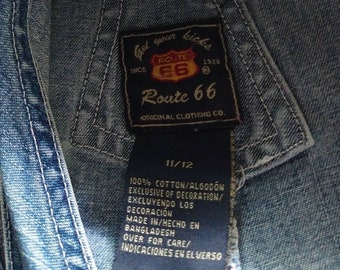 Get your kicks
SINCE 1926
ROUTE
66
®
Route 66
ORIGINAL CLOTHING CO.
11/12
100% COTTON/ALGODÓN
EXCLUSIVE OF DECORATION/
EXCLUYENDO LOS
DECORACIÓN
MADE IN/HECHO EN
BANGLADESH
OVER FOR CARE/
INDICACIONES EN EL VERSO